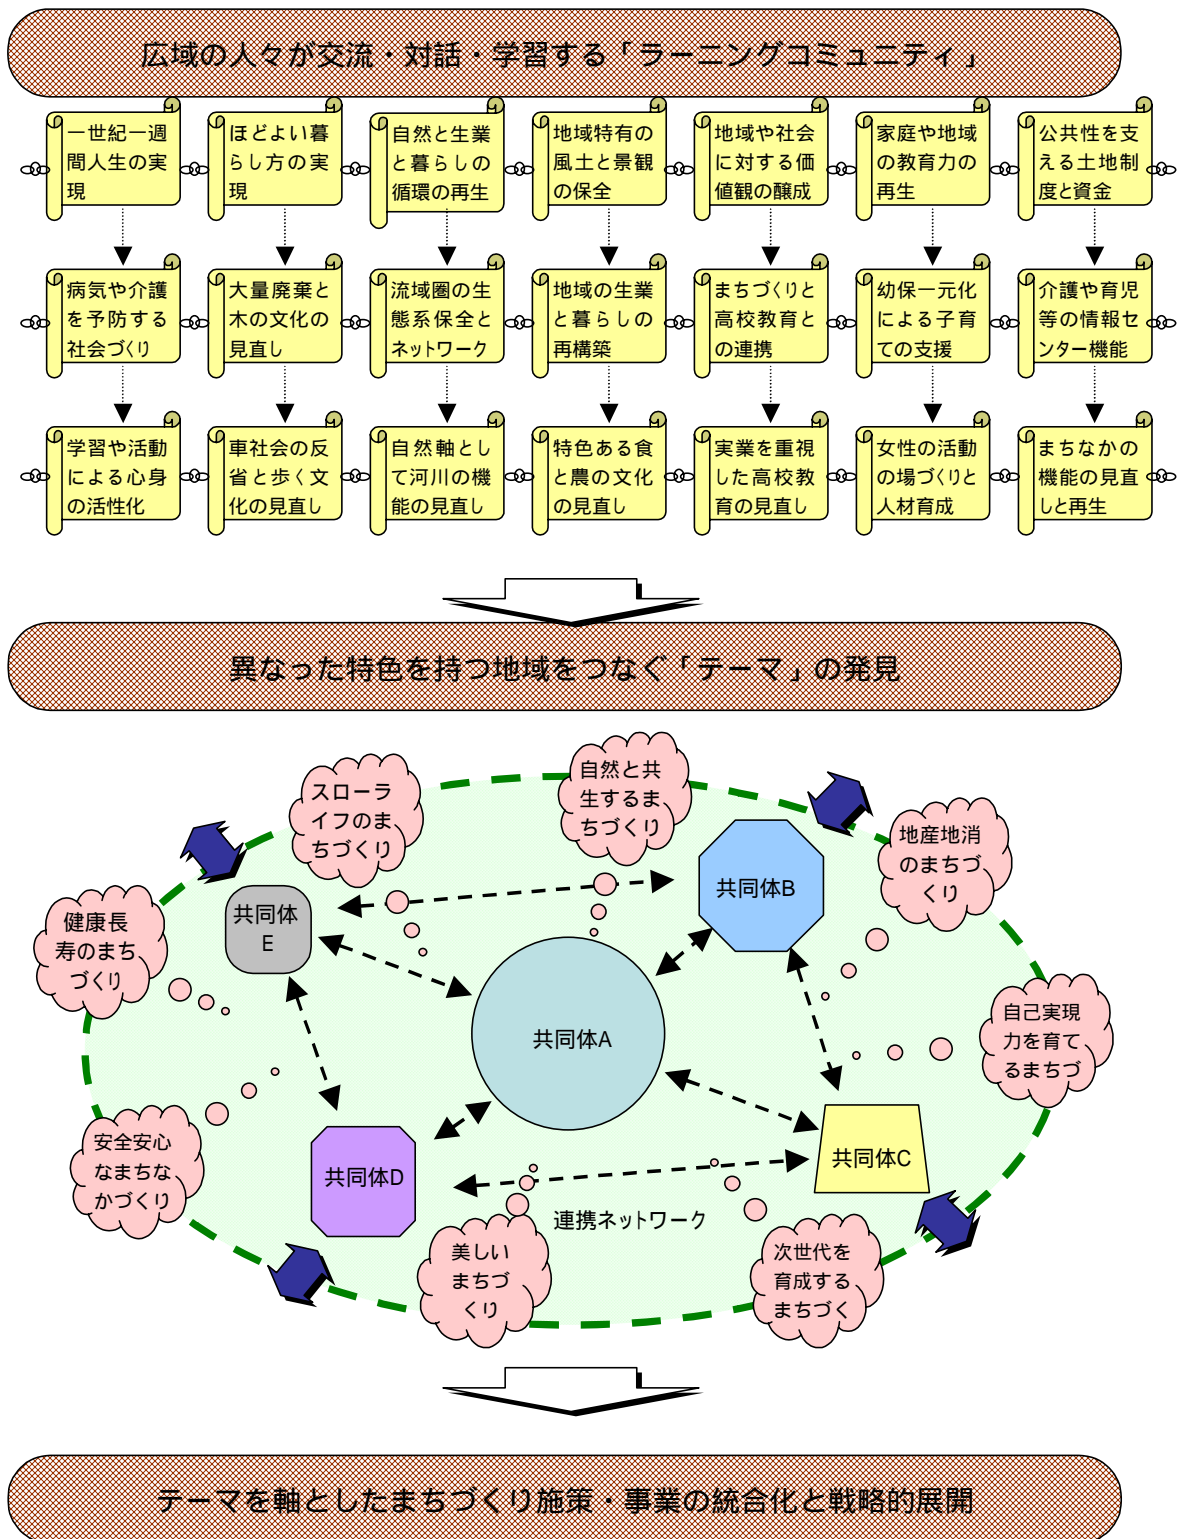 広域の人々が交流・対話・学習する「ラーニングコミュニティ」
一世紀一週
間人生の実
現
ほどよい暮
らし方の実
現
自然と生業
と暮らしの
循環の再生
地域特有の
風土と景観
の保全
地域や社会
に対する価
値観の醸成
家庭や地域
の教育力の
再生
公共性を支
える土地制
度と資金
病気や介護
を予防する
社会づくり
大量廃棄と
木の文化の
見直し
流域圏の生
態系保全と
ネットワーク
地域の生業
と暮らしの
再構築
まちづくりと
高校教育と
の連携
幼保一元化
による子育
ての支援
介護や育児
等の情報セ
ンター機能
学習や活動
による心身
の活性化
車社会の反
省と歩く文
化の見直し
自然軸とし
て河川の機
能の見直し
特色ある食
と農の文化
の見直し
実業を重視
した高校教
育の見直し
女性の活動
の場づくりと
人材育成
まちなかの
機能の見直
しと再生
異なった特色を持つ地域をつなぐ「テーマ」の発見
スローラ
イフのま
ちづくり
自然と共
生するま
ちづくり
地産地消
のまちづ
くり
健康長
寿のまち
づくり
共同体
E
共同体B
共同体A
自己実現
力を育て
るまちづ
安全安心
なまちな
かづくり
共同体D
共同体C
連携ネットワーク
美しい
まちづ
くり
次世代を
育成する
まちづく
テーマを軸としたまちづくり施策・事業の統合化と戦略的展開